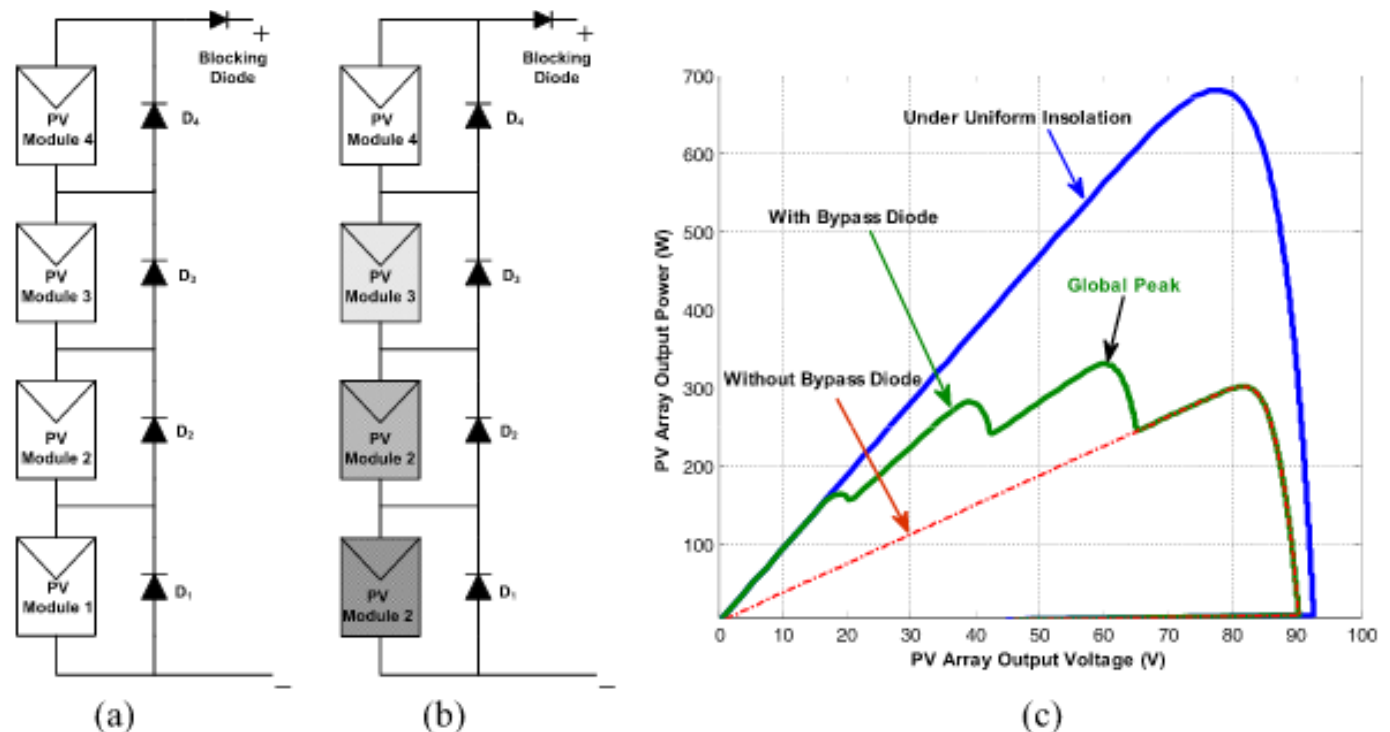 +
Blocking
Diode
PV
Module 4
D₄
PV
Module 3
D₃
PV
Module 2
D₂
PV
Module 1
D₁
−
(a)
+
Blocking
Diode
PV
Module 4
D₄
PV
Module 3
D₃
PV
Module 2
D₂
PV
Module 2
D₁
−
(b)
700
600
500
400
300
200
100
PV Array Output Power (W)
Under Uniform Insolation
With Bypass Diode
Global Peak
Without Bypass Diode
0 10 20 30 40 50 60 70 80 90 100
PV Array Output Voltage (V)
(c)